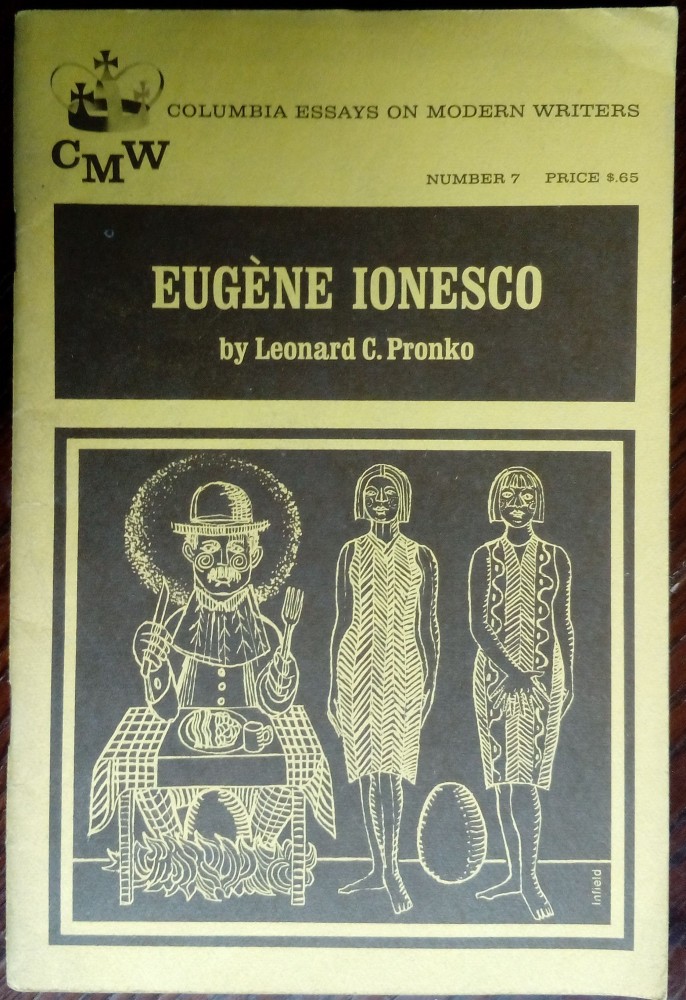 COLUMBIA ESSAYS ON MODERN WRITERS
CMW
NUMBER 7 PRICE $.65
EUGÈNE IONESCO
by Leonard C. Pronko
Infield